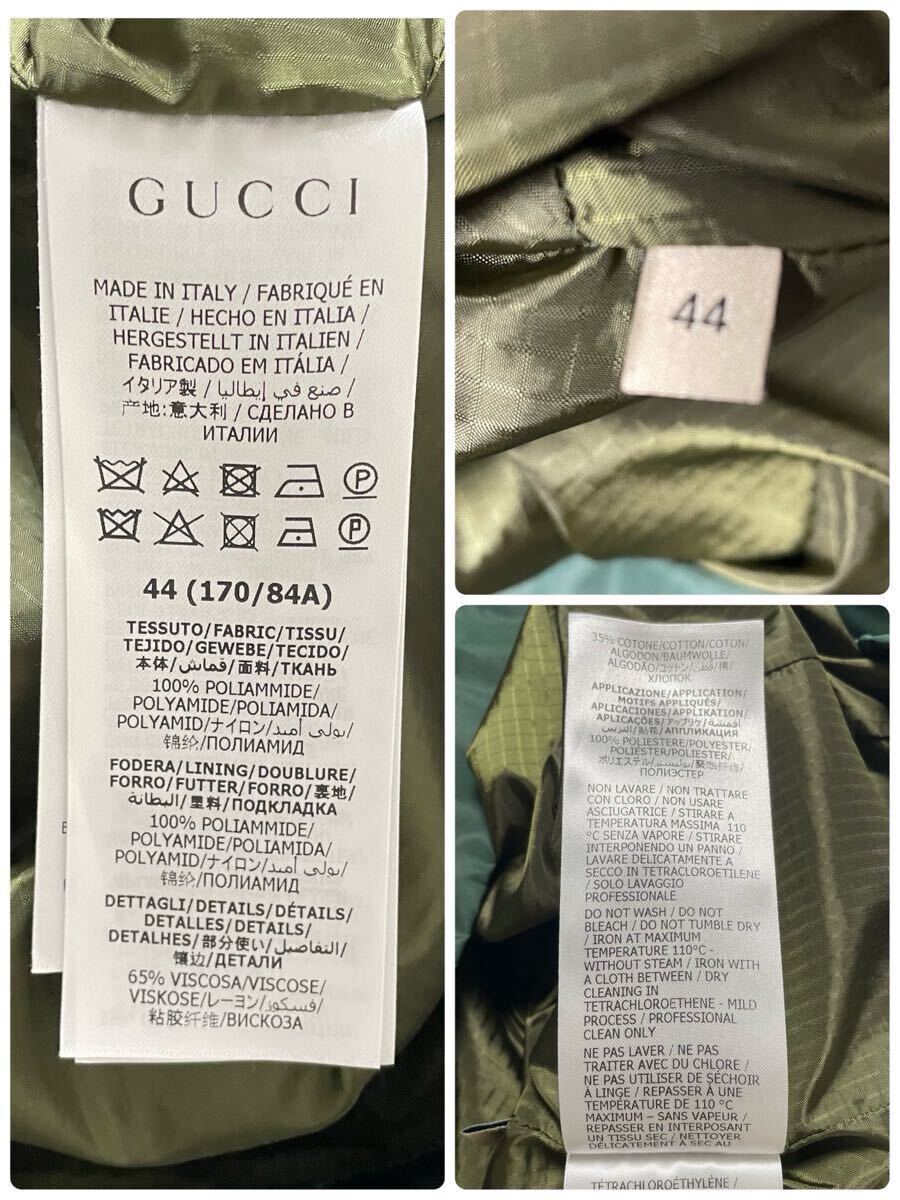 GUCCI
MADE IN ITALY / FABRIQUÉ EN
ITALIE / HECHO EN ITALIA /
HERGESTELLT IN ITALIEN /
FABRICADO EM ITÁLIA /
イタリア製 / صنع في إيطاليا /
产地:意大利 / СДЕЛАНО В
ИТАЛИИ
P
P
44 (170/84A)
TESSUTO/FABRIC/TISSU/
TEJIDO/GEWEBE/TECIDO/
本体/قماش/面料/ТКАНЬ
100% POLIAMMIDE/
POLYAMIDE/POLIAMIDA/
POLYAMID/ナイロン/بولي أميد/
锦纶/ПОЛИАМИД
FODERA/LINING/DOUBLURE/
FORRO/FUTTER/FORRO/裏地/
البطانة/里料/ПОДКЛАДКА
100% POLIAMMIDE/
POLYAMIDE/POLIAMIDA/
POLYAMID/ナイロン/بولي أميد/
锦纶/ПОЛИАМИД
DETTAGLI/DETAILS/DÉTAILS/
DETALLES/DETAILS/
DETALHES/部分使い/التفاصيل/
镶边/ДЕТАЛИ
65% VISCOSA/VISCOSE/
VISKOSE/レーヨン/فسكوز/
粘胶纤维/ВИСКОЗА
44
35% COTONE/COTTON/COTON/
ALGODON/BAUMWOLLE/
ALGODÃO/コットン/قطن/棉/
ХЛОПОК
APPLICAZIONE/APPLICATION/
MOTIFS APPLIQUÉS/
APLICACIONES/APPLIKATION/
APLICAÇÕES/アップリケ/أقمشة
التزيين/贴花/АППЛИКАЦИЯ
100% POLIESTERE/POLYESTER/
POLIÉSTER/POLYESTER/
ポリエステル/بوليستر/聚酯纤维/
ПОЛИЭСТЕР
NON LAVARE / NON TRATTARE
CON CLORO / NON USARE
ASCIUGATRICE / STIRARE A
TEMPERATURA MASSIMA 110
°C SENZA VAPORE / STIRARE
INTERPONENDO UN PANNO /
LAVARE DELICATAMENTE A
SECCO IN TETRACLOROETILENE
/ SOLO LAVAGGIO
PROFESSIONALE
DO NOT WASH / DO NOT
BLEACH / DO NOT TUMBLE DRY
/ IRON AT MAXIMUM
TEMPERATURE 110°C -
WITHOUT STEAM / IRON WITH
A CLOTH BETWEEN / DRY
CLEANING IN
TETRACHLOROETHENE - MILD
PROCESS / PROFESSIONAL
CLEAN ONLY
NE PAS LAVER / NE PAS
TRAITER AVEC DU CHLORE /
NE PAS UTILISER DE SÉCHOIR
À LINGE / REPASSER À UNE
TEMPÉRATURE DE 110 °C
MAXIMUM – SANS VAPEUR /
REPASSER EN INTERPOSANT
UN TISSU SEC / NETTOYER
DÉLICATEMENT À SEC AU
TÉTRACHLOROÉTHYLÈNE /